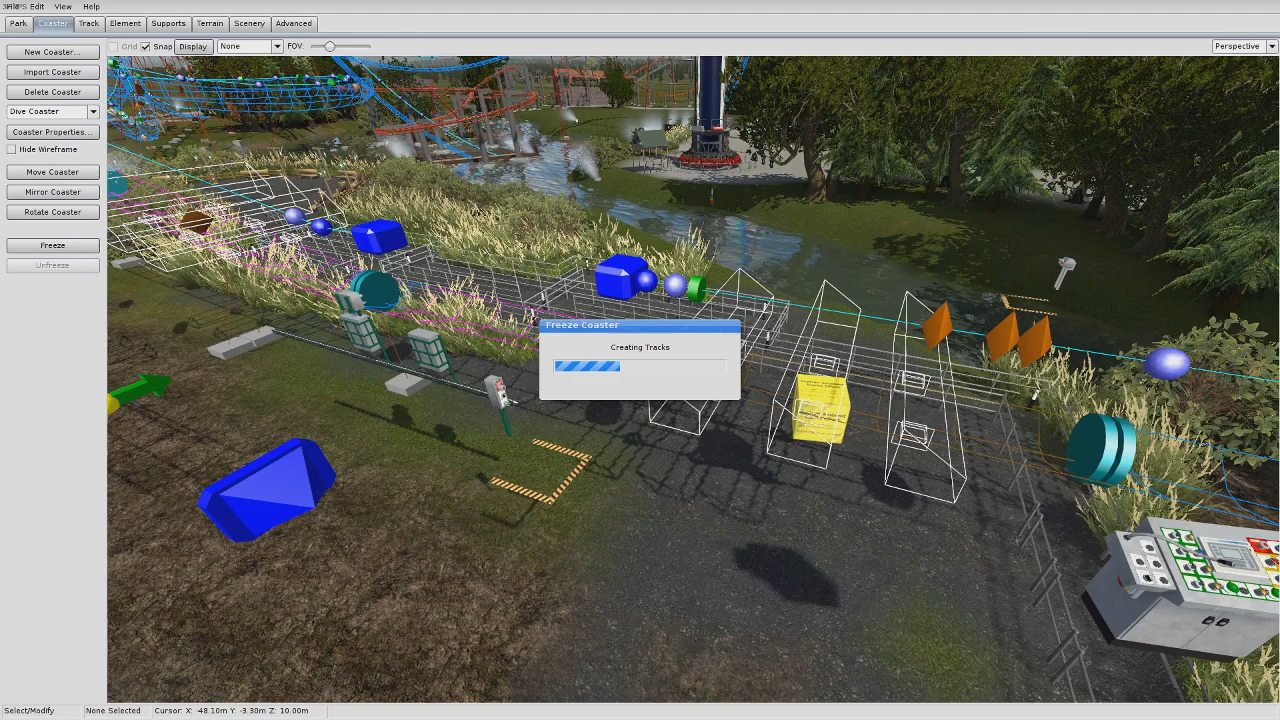 Edit View Help
Park Coaster Track Element Supports Terrain Scenery Advanced
Grid Snap Display None FOV: Perspective
New Coaster...
Import Coaster
Delete Coaster
Dive Coaster
Coaster Properties...
Hide Wireframe
Move Coaster
Mirror Coaster
Rotate Coaster
Freeze
Unfreeze
Freeze Coaster
Creating Tracks
Select/Modify None Selected Cursor: X: -48.10m Y: -3.30m Z: 10.00m